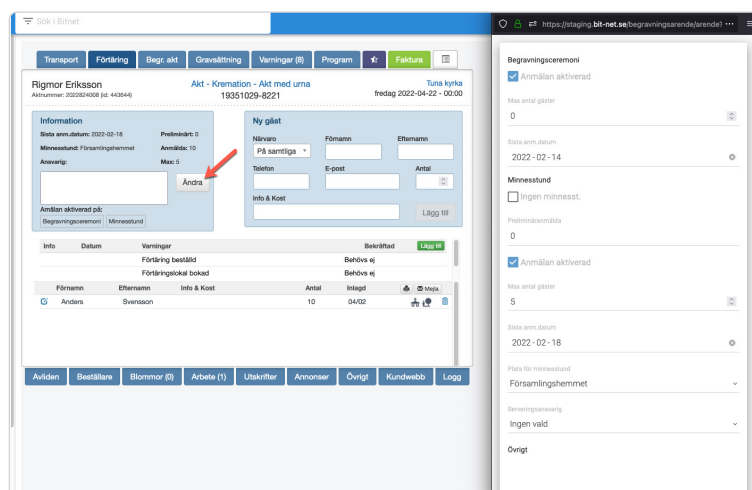 Sök i Bitnet
Transport Förtäring Begr. akt Gravsättning Varningar (8) Program Faktura
Rigmor Eriksson Akt - Kremation - Akt med urna Tuna kyrka
Aktnummer: 2022824008 (id: 443644) 19351029-8221 fredag 2022-04-22 - 00:00
Information
Sista anm.datum: 2022-02-18 Preliminärt: 0
Minnesstund: Församlingshemmet Anmälda: 10
Ansvarig: Max: 5
Ändra
Amälan aktiverad på:
Begravningsceremoni Minnesstund
Ny gäst
Närvaro Förnamn Efternamn
På samtliga
Telefon E-post Antal
Info & Kost
Lägg till
Info Datum Varningar Bekräftad Lägg till
Förtäring beställd Behövs ej
Förtäringslokal bokad Behövs ej
Förnamn Efternamn Info & Kost Antal Inlagd Mejla
Anders Svensson 10 04/02
Avliden Beställare Blommor (0) Arbete (1) Utskrifter Annonser Övrigt Kundwebb Logg
https://staging.bit-net.se/begravningsarende/arende1
Begravningsceremoni
Anmälan aktiverad
Max antal gäster
0
Sista anm.datum
2022-02-14
Minnesstund
Ingen minnesst.
Preliminäranmälda
0
Anmälan aktiverad
Max antal gäster
5
Sista anm.datum
2022-02-18
Plats för minnesstund
Församlingshemmet
Serveringsansvarig
Ingen vald
Övrigt